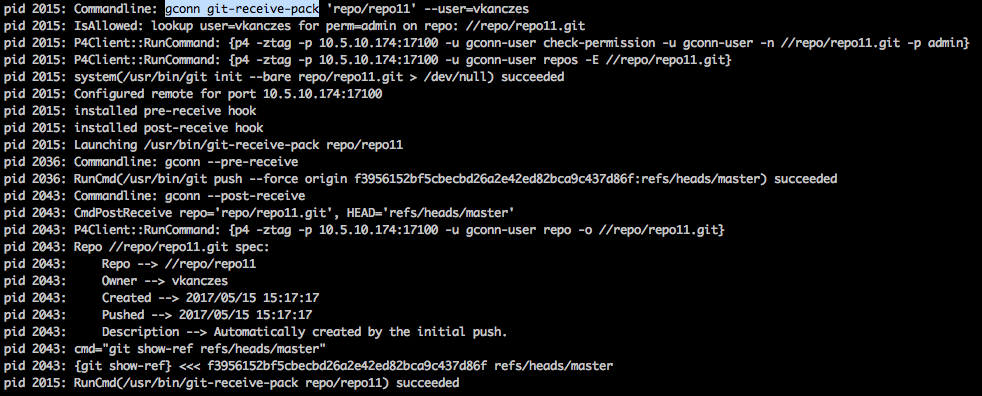 pid 2015: Commandline: gconn git-receive-pack 'repo/repo11' --user=vkanczes
pid 2015: IsAllowed: lookup user=vkanczes for perm=admin on repo: //repo/repo11.git
pid 2015: P4Client::RunCommand: {p4 -ztag -p 10.5.10.174:17100 -u gconn-user check-permission -u gconn-user -n //repo/repo11.git -p admin}
pid 2015: P4Client::RunCommand: {p4 -ztag -p 10.5.10.174:17100 -u gconn-user repos -E //repo/repo11.git}
pid 2015: system(/usr/bin/git init --bare repo/repo11.git > /dev/null) succeeded
pid 2015: Configured remote for port 10.5.10.174:17100
pid 2015: installed pre-receive hook
pid 2015: installed post-receive hook
pid 2015: Launching /usr/bin/git-receive-pack repo/repo11
pid 2036: Commandline: gconn --pre-receive
pid 2036: RunCmd(/usr/bin/git push --force origin f3956152bf5cbecbd26a2e42ed82bca9c437d86f:refs/heads/master) succeeded
pid 2043: Commandline: gconn --post-receive
pid 2043: CmdPostReceive repo='repo/repo11.git', HEAD='refs/heads/master'
pid 2043: P4Client::RunCommand: {p4 -ztag -p 10.5.10.174:17100 -u gconn-user repo -o //repo/repo11.git}
pid 2043: Repo //repo/repo11.git spec:
pid 2043:     Repo --> //repo/repo11
pid 2043:     Owner --> vkanczes
pid 2043:     Created --> 2017/05/15 15:17:17
pid 2043:     Pushed --> 2017/05/15 15:17:17
pid 2043:     Description --> Automatically created by the initial push.
pid 2043: cmd="git show-ref refs/heads/master"
pid 2043: {git show-ref} <<< f3956152bf5cbecbd26a2e42ed82bca9c437d86f refs/heads/master
pid 2015: RunCmd(/usr/bin/git-receive-pack repo/repo11) succeeded